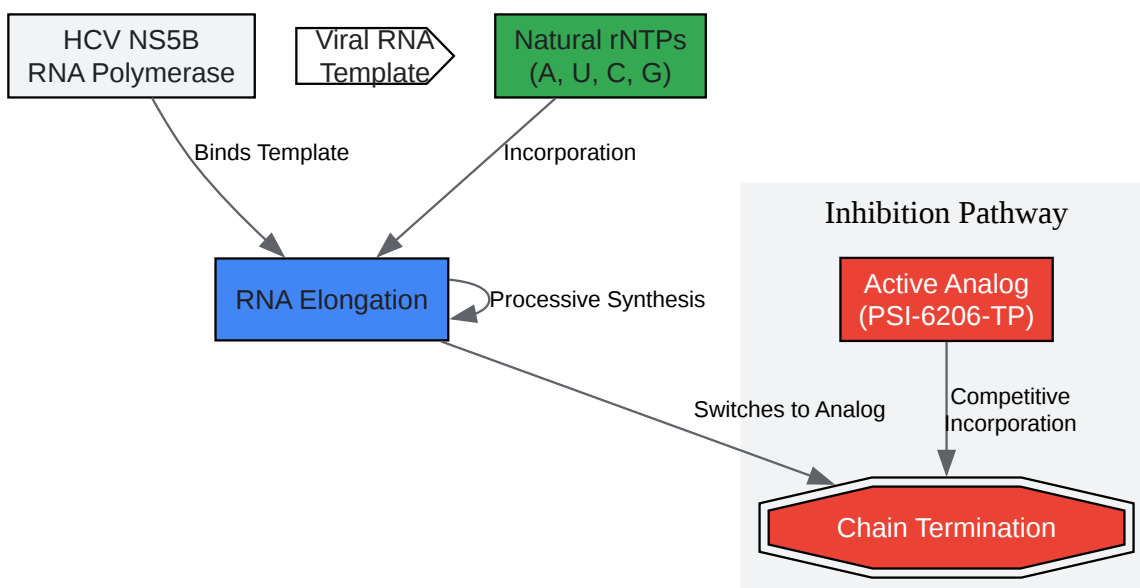 HCV NS5B
RNA Polymerase
Viral RNA
Template
Natural rNTPs
(A, U, C, G)
Binds Template
Incorporation
Inhibition Pathway
RNA Elongation
Processive Synthesis
Active Analog
(PSI-6206-TP)
Switches to Analog
Competitive
Incorporation
Chain Termination